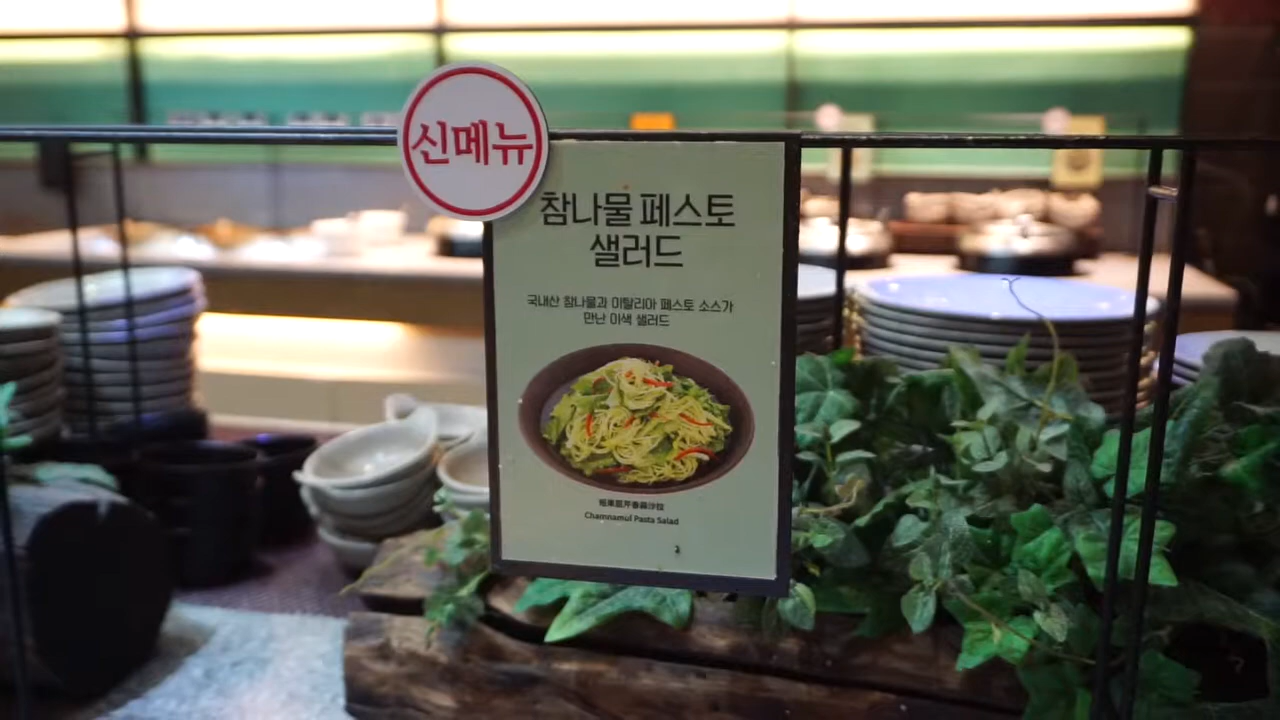 신메뉴
참나물 페스토
샐러드
국내산 참나물과 이탈리아 페스토 소스가
만난 이색 샐러드
Chamnamul Pasta Salad